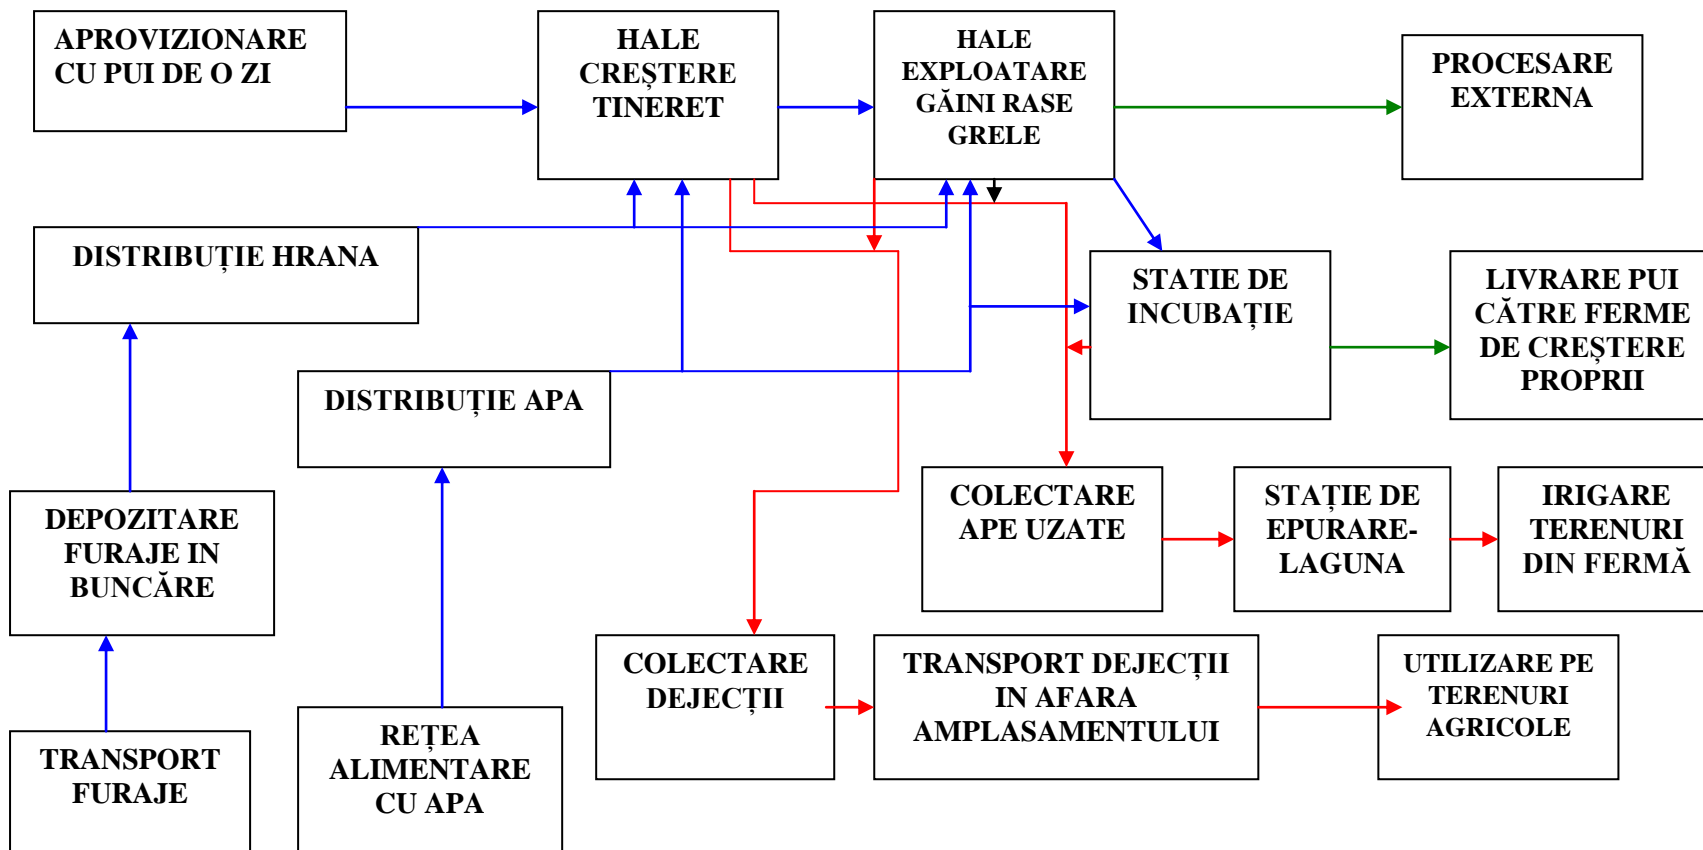 APROVIZIONARE
CU PUI DE O ZI
HALE
CREȘTERE
TINERET
HALE
EXPLOATARE
GĂINI RASE
GRELE
PROCESARE
EXTERNA
DISTRIBUȚIE HRANA
STATIE DE
INCUBAȚIE
LIVRARE PUI
CĂTRE FERME
DE CREȘTERE
PROPRII
DISTRIBUȚIE APA
DEPOZITARE
FURAJE IN
BUNCĂRE
COLECTARE
APE UZATE
STAȚIE DE
EPURARE-
LAGUNA
IRIGARE
TERENURI
DIN FERMĂ
COLECTARE
DEJECȚII
TRANSPORT DEJECȚII
IN AFARA
AMPLASAMENTULUI
UTILIZARE PE
TERENURI
AGRICOLE
TRANSPORT
FURAJE
REȚEA
ALIMENTARE
CU APA